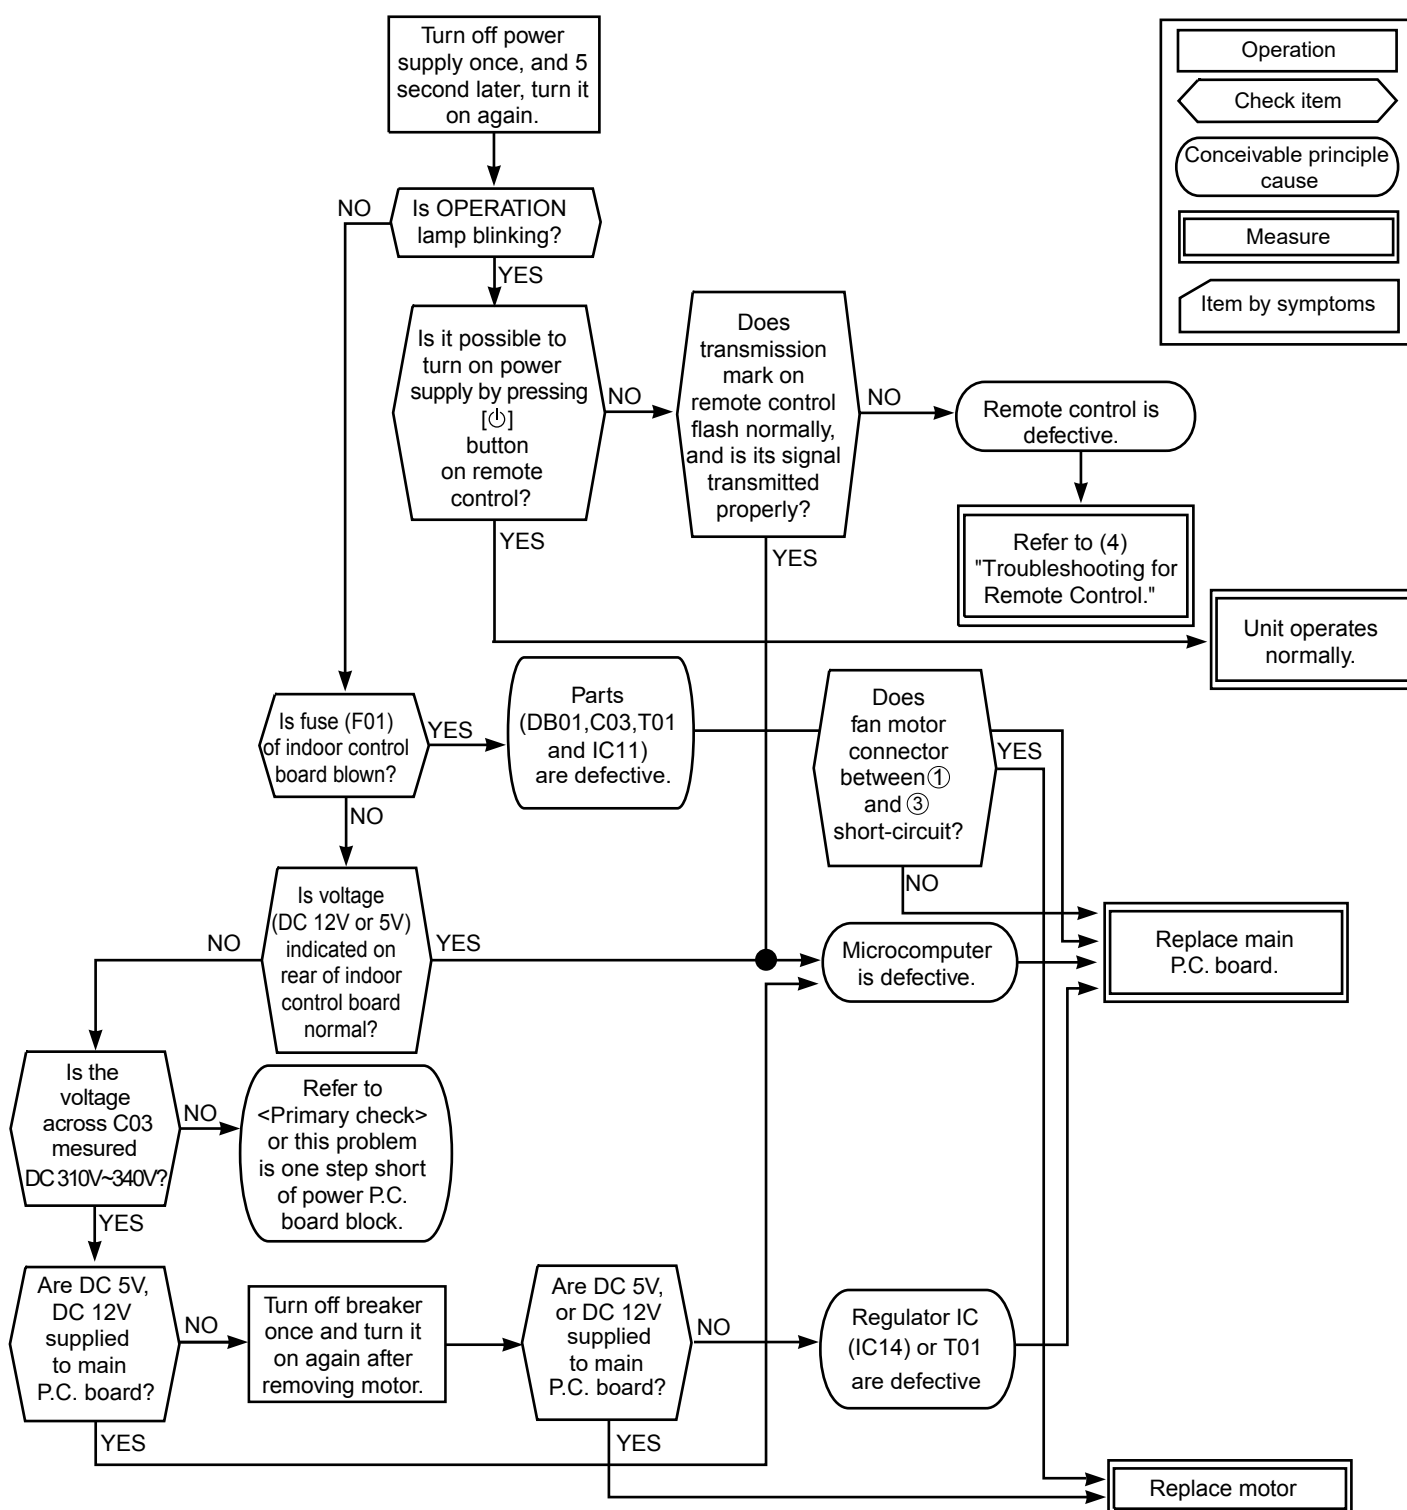 Turn off power
supply once, and 5
second later, turn it
on again.
Operation
Check item
Conceivable principle
cause
Measure
Item by symptoms
NO
Is OPERATION
lamp blinking?
YES
Is it possible to
turn on power
supply by pressing
[⏻]
button
on remote
control?
NO
YES
Does
transmission
mark on
remote control
flash normally,
and is its signal
transmitted
properly?
NO
YES
Remote control is
defective.
Refer to (4)
"Troubleshooting for
Remote Control."
Unit operates
normally.
Is fuse (F01)
of indoor control
board blown?
YES
NO
Parts
(DB01,C03,T01
and IC11)
are defective.
Does
fan motor
connector
between ①
and ③
short-circuit?
YES
NO
Is voltage
(DC 12V or 5V)
indicated on
rear of indoor
control board
normal?
NO
YES
Microcomputer
is defective.
Replace main
P.C. board.
Is the
voltage
across C03
mesured
DC 310V~340V?
NO
YES
Refer to
<Primary check>
or this problem
is one step short
of power P.C.
board block.
Are DC 5V,
DC 12V
supplied
to main
P.C. board?
NO
YES
Turn off breaker
once and turn it
on again after
removing motor.
Are DC 5V,
or DC 12V
supplied
to main
P.C. board?
NO
YES
Regulator IC
(IC14) or T01
are defective
Replace motor